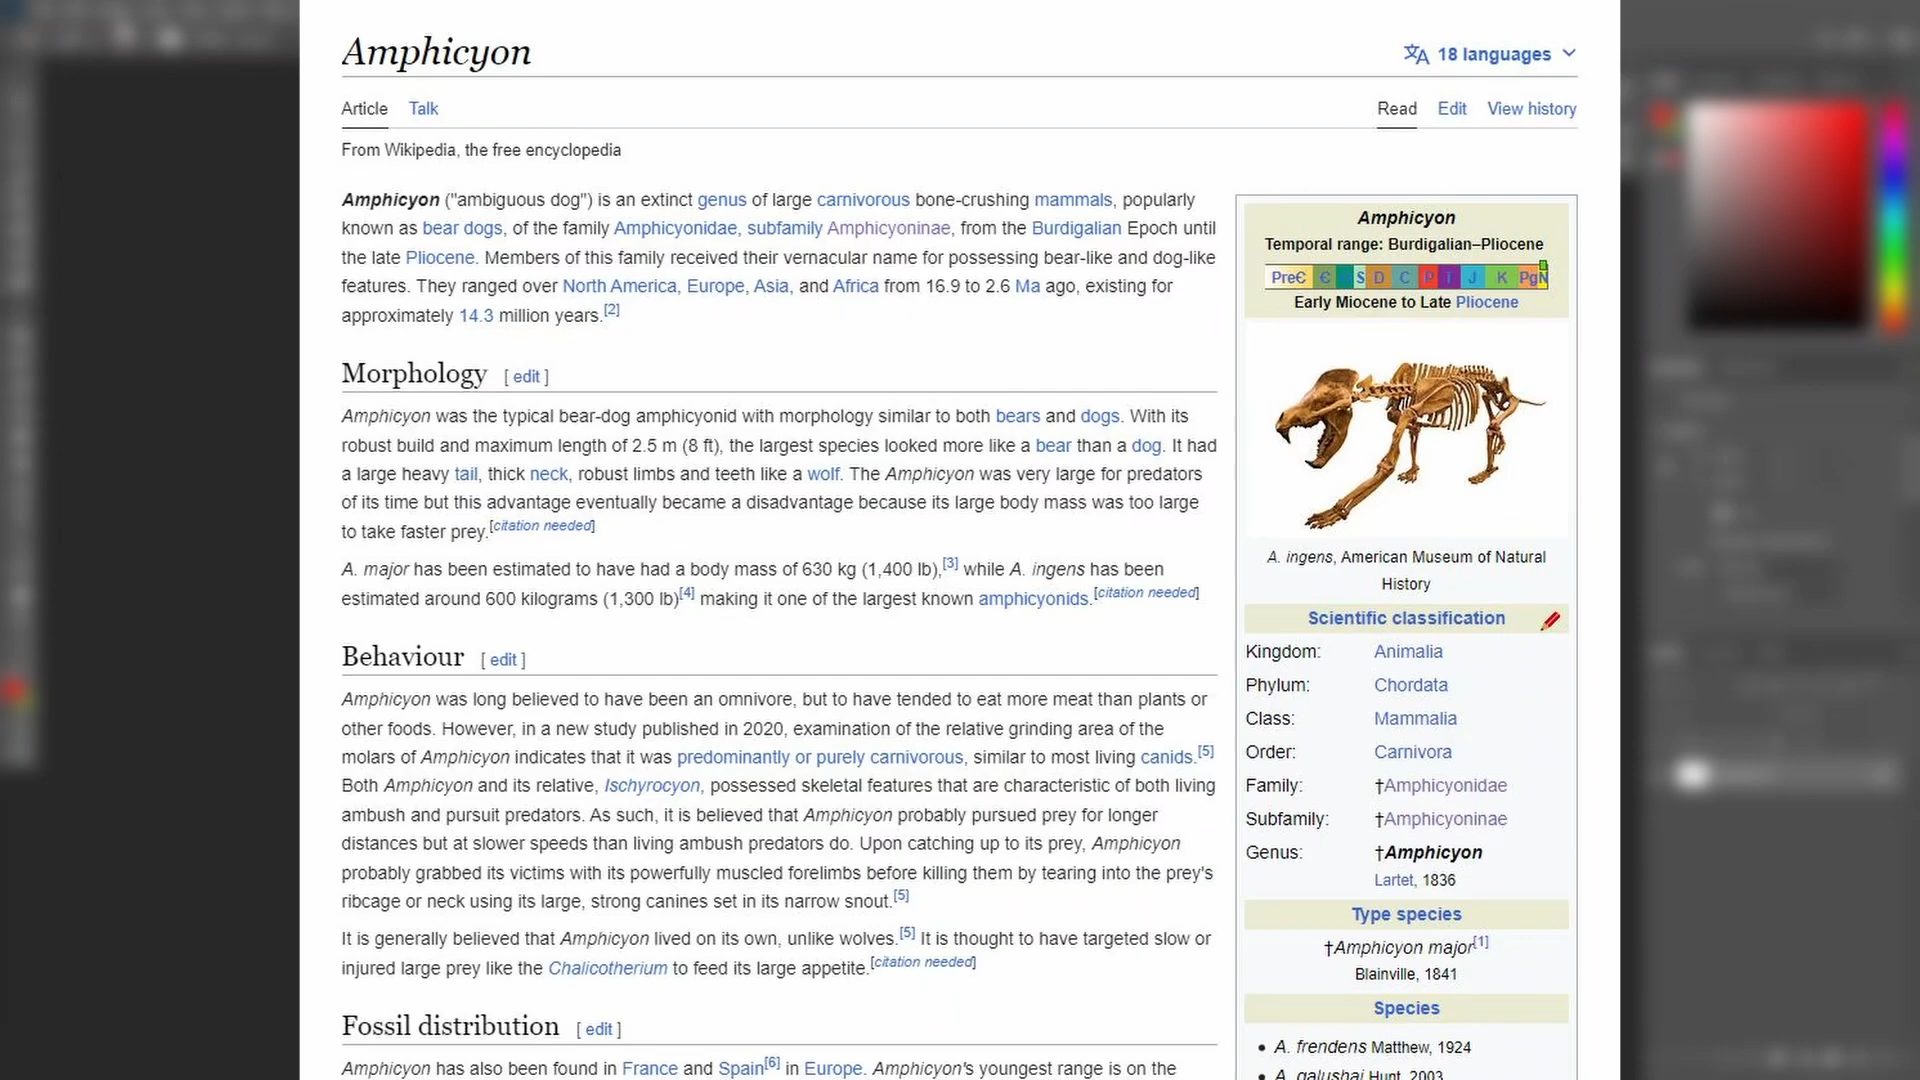 Amphicyon
18 languages
Article Talk
Read Edit View history
From Wikipedia, the free encyclopedia
Amphicyon ("ambiguous dog") is an extinct genus of large carnivorous bone-crushing mammals, popularly
known as bear dogs, of the family Amphicyonidae, subfamily Amphicyoninae, from the Burdigalian Epoch until
the late Pliocene. Members of this family received their vernacular name for possessing bear-like and dog-like
features. They ranged over North America, Europe, Asia, and Africa from 16.9 to 2.6 Ma ago, existing for
approximately 14.3 million years.[2]
Morphology [ edit ]
Amphicyon was the typical bear-dog amphicyonid with morphology similar to both bears and dogs. With its
robust build and maximum length of 2.5 m (8 ft), the largest species looked more like a bear than a dog. It had
a large heavy tail, thick neck, robust limbs and teeth like a wolf. The Amphicyon was very large for predators
of its time but this advantage eventually became a disadvantage because its large body mass was too large
to take faster prey.[citation needed]
A. major has been estimated to have had a body mass of 630 kg (1,400 lb),[3] while A. ingens has been
estimated around 600 kilograms (1,300 lb)[4] making it one of the largest known amphicyonids.[citation needed]
Behaviour [ edit ]
Amphicyon was long believed to have been an omnivore, but to have tended to eat more meat than plants or
other foods. However, in a new study published in 2020, examination of the relative grinding area of the
molars of Amphicyon indicates that it was predominantly or purely carnivorous, similar to most living canids.[5]
Both Amphicyon and its relative, Ischyrocyon, possessed skeletal features that are characteristic of both living
ambush and pursuit predators. As such, it is believed that Amphicyon probably pursued prey for longer
distances but at slower speeds than living ambush predators do. Upon catching up to its prey, Amphicyon
probably grabbed its victims with its powerfully muscled forelimbs before killing them by tearing into the prey's
ribcage or neck using its large, strong canines set in its narrow snout.[5]
It is generally believed that Amphicyon lived on its own, unlike wolves.[5] It is thought to have targeted slow or
injured large prey like the Chalicotherium to feed its large appetite.[citation needed]
Fossil distribution [ edit ]
Amphicyon has also been found in France and Spain[6] in Europe. Amphicyon's youngest range is on the
Amphicyon
Temporal range: Burdigalian–Pliocene
PreꞒ Ꞓ S D C P T J K Pg N
Early Miocene to Late Pliocene
A. ingens, American Museum of Natural
History
Scientific classification
Kingdom: Animalia
Phylum: Chordata
Class: Mammalia
Order: Carnivora
Family: †Amphicyonidae
Subfamily: †Amphicyoninae
Genus: †Amphicyon
Lartet, 1836
Type species
†Amphicyon major[1]
Blainville, 1841
Species
• A. frendens Matthew, 1924
• A. galushai Hunt, 2003